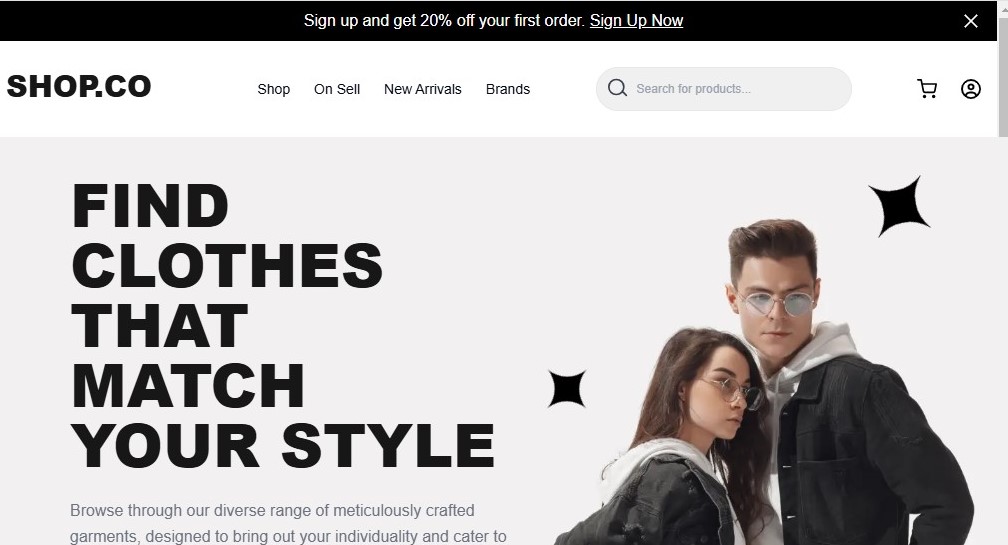 Sign up and get 20% off your first order. Sign Up Now
SHOP.CO
Shop
On Sell
New Arrivals
Brands
Search for products...
FIND
CLOTHES
THAT
MATCH
YOUR STYLE
Browse through our diverse range of meticulously crafted
garments, designed to bring out your individuality and cater to